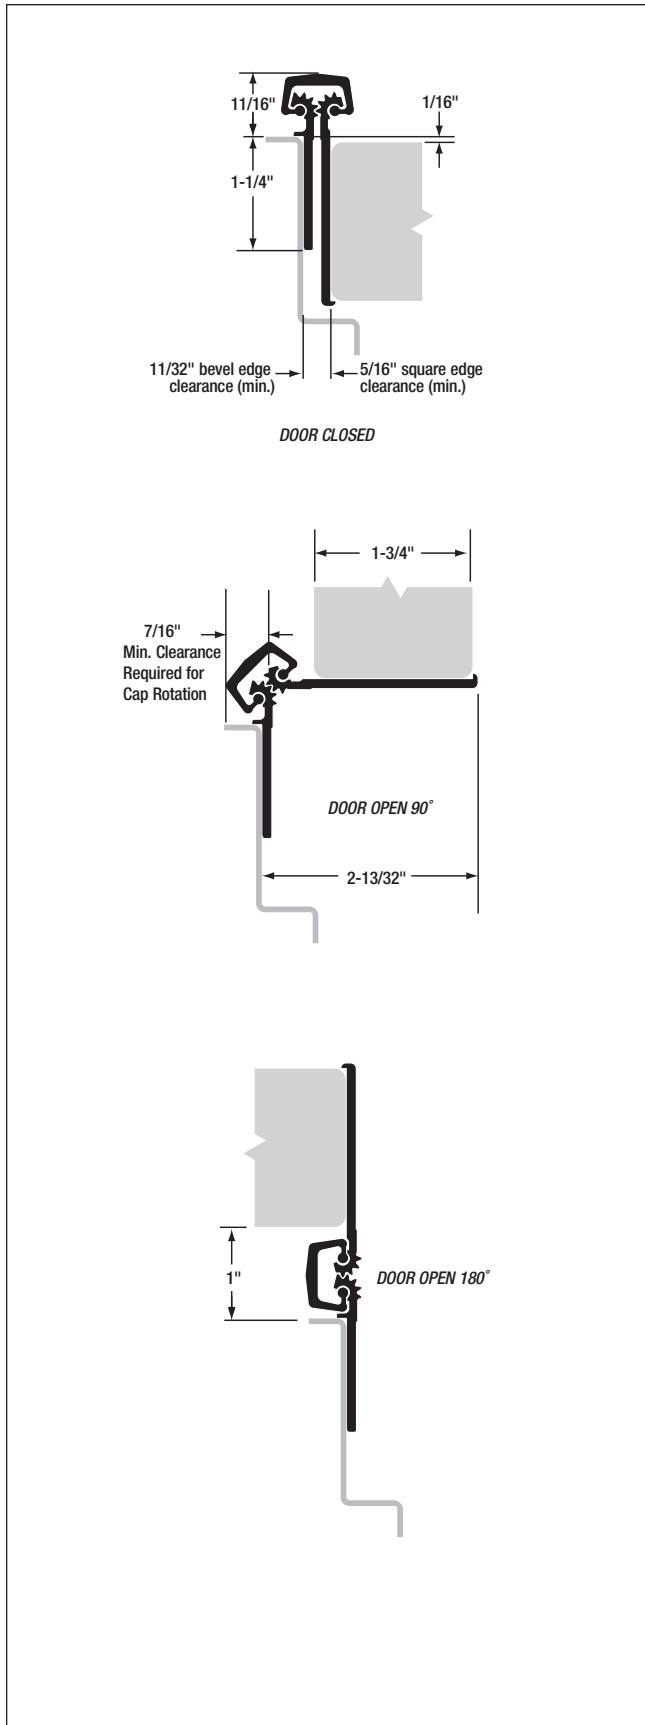 11/16"
1/16"
1-1/4"
11/32" bevel edge
clearance (min.)
5/16" square edge
clearance (min.)
DOOR CLOSED
1-3/4"
7/16"
Min. Clearance
Required for
Cap Rotation
DOOR OPEN 90°
2-13/32"
1"
DOOR OPEN 180°